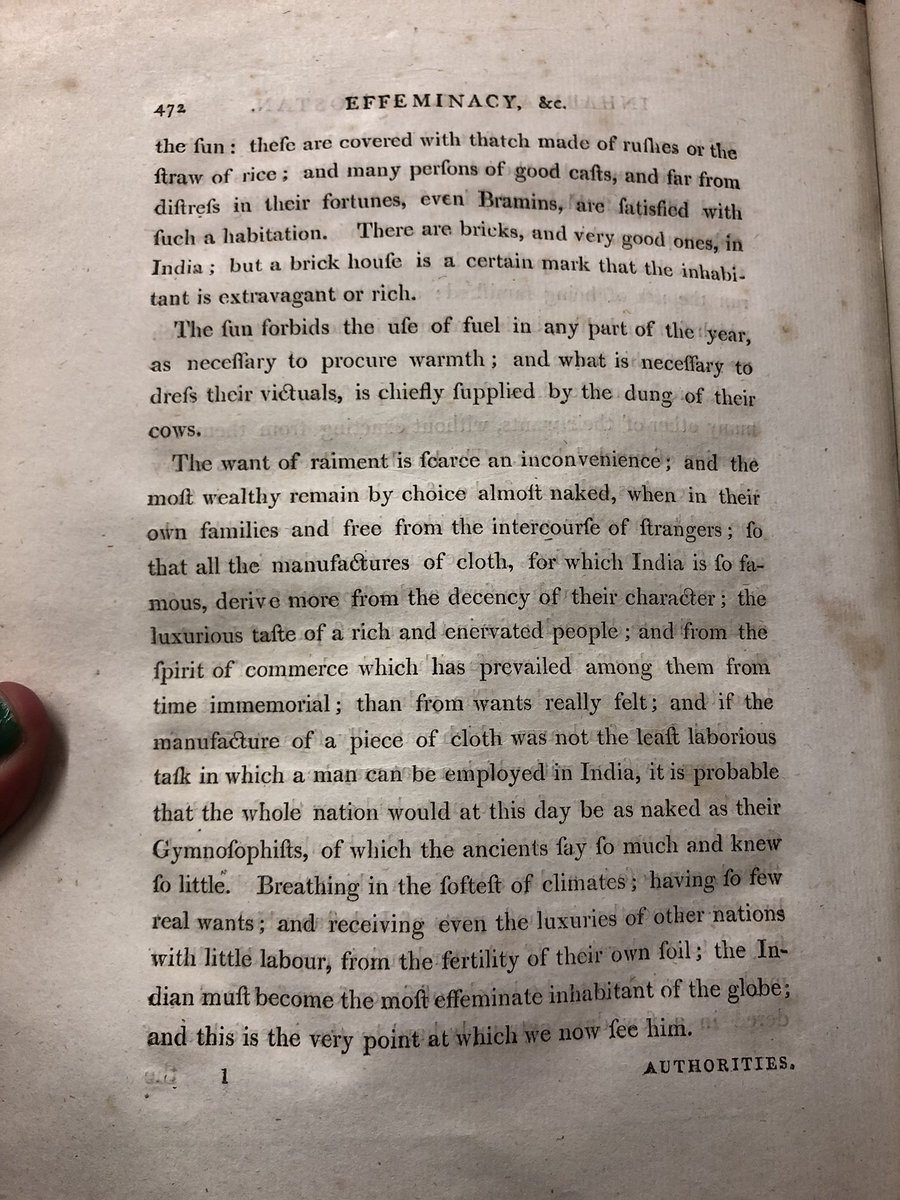 472 EFFEMINACY, &c.
the ſun : theſe are covered with thatch made of ruſhes or the
ſtraw of rice ; and many perſons of good caſts, and far from
diſtreſs in their fortunes, even Bramins, are ſatisfied with
ſuch a habitation. There are bricks, and very good ones, in
India ; but a brick houſe is a certain mark that the inhabi-
tant is extravagant or rich.
The ſun forbids the uſe of fuel in any part of the year,
as neceſſary to procure warmth ; and what is neceſſary to
dreſs their victuals, is chiefly ſupplied by the dung of their
cows.
The want of raiment is ſcarce an inconvenience ; and the
moſt wealthy remain by choice almoſt naked, when in their
own families and free from the intercourſe of ſtrangers ; ſo
that all the manufactures of cloth, for which India is ſo fa-
mous, derive more from the decency of their character ; the
luxurious taſte of a rich and enervated people ; and from the
ſpirit of commerce which has prevailed among them from
time immemorial ; than from wants really felt ; and if the
manufacture of a piece of cloth was not the leaſt laborious
taſk in which a man can be employed in India, it is probable
that the whole nation would at this day be as naked as their
Gymnoſophiſts, of which the ancients ſay ſo much and knew
ſo little. Breathing in the ſofteſt of climates ; having ſo few
real wants ; and receiving even the luxuries of other nations
with little labour, from the fertility of their own ſoil ; the In-
dian muſt become the moſt effeminate inhabitant of the globe ;
and this is the very point at which we now ſee him.
1 AUTHORITIES.